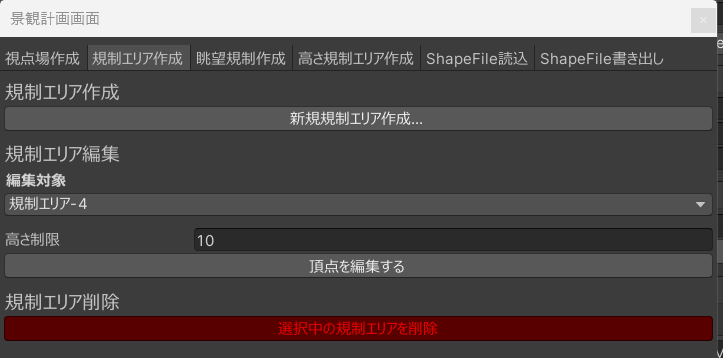 景観計画画面
視点場作成 規制エリア作成 眺望規制作成 高さ規制エリア作成 ShapeFile読込 ShapeFile書き出し
規制エリア作成
新規規制エリア作成...
規制エリア編集
編集対象
規制エリア-4
高さ制限 10
頂点を編集する
規制エリア削除
選択中の規制エリアを削除